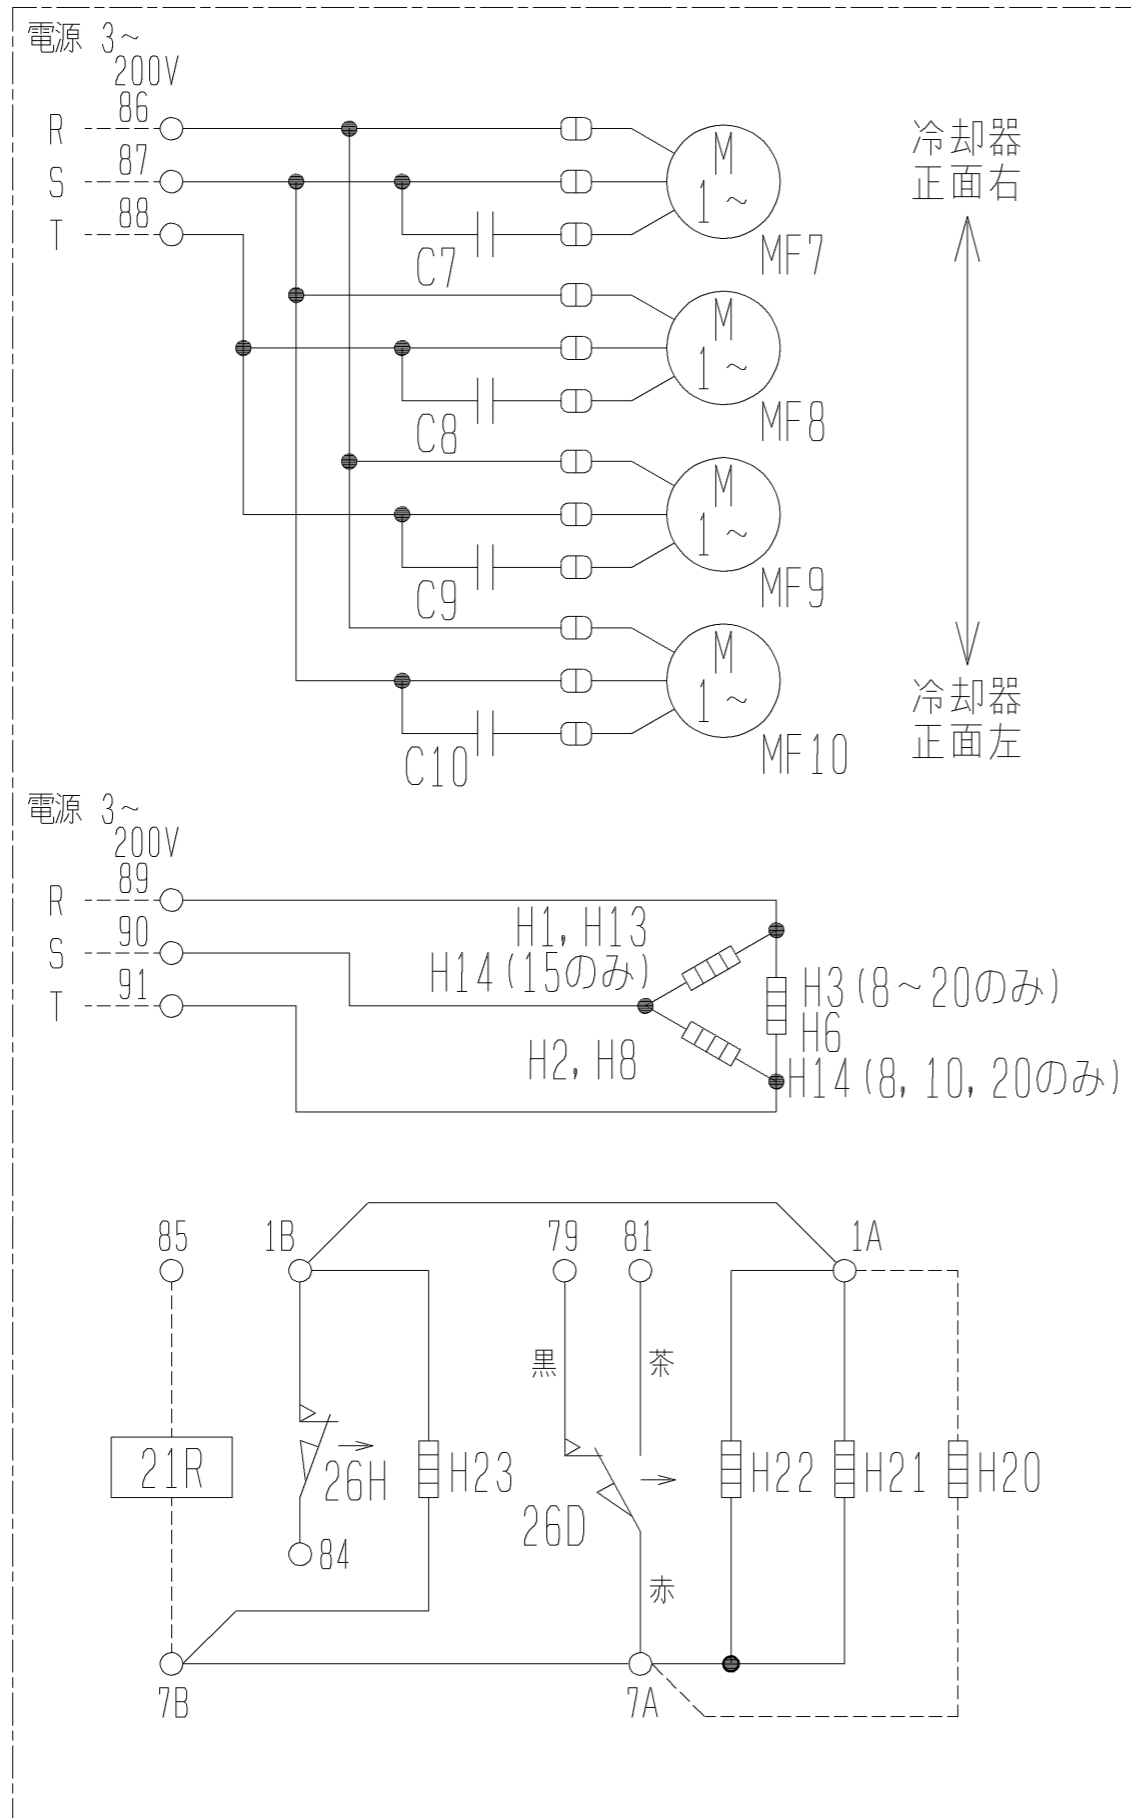 電源 3～
200V
R 86
S 87
T 88
M
1～
MF7
C7
冷却器
正面右
M
1～
MF8
C8
M
1～
MF9
C9
M
1～
MF10
C10
冷却器
正面左
電源 3～
200V
R 89
S 90
T 91
H1, H13
H14(15のみ)
H3(8～20のみ)
H6
H2, H8
H14(8, 10, 20のみ)
85 1B 79 81 1A
黒 茶
21R 26H H23 26D H22 H21 H20
84
赤
7B 7A